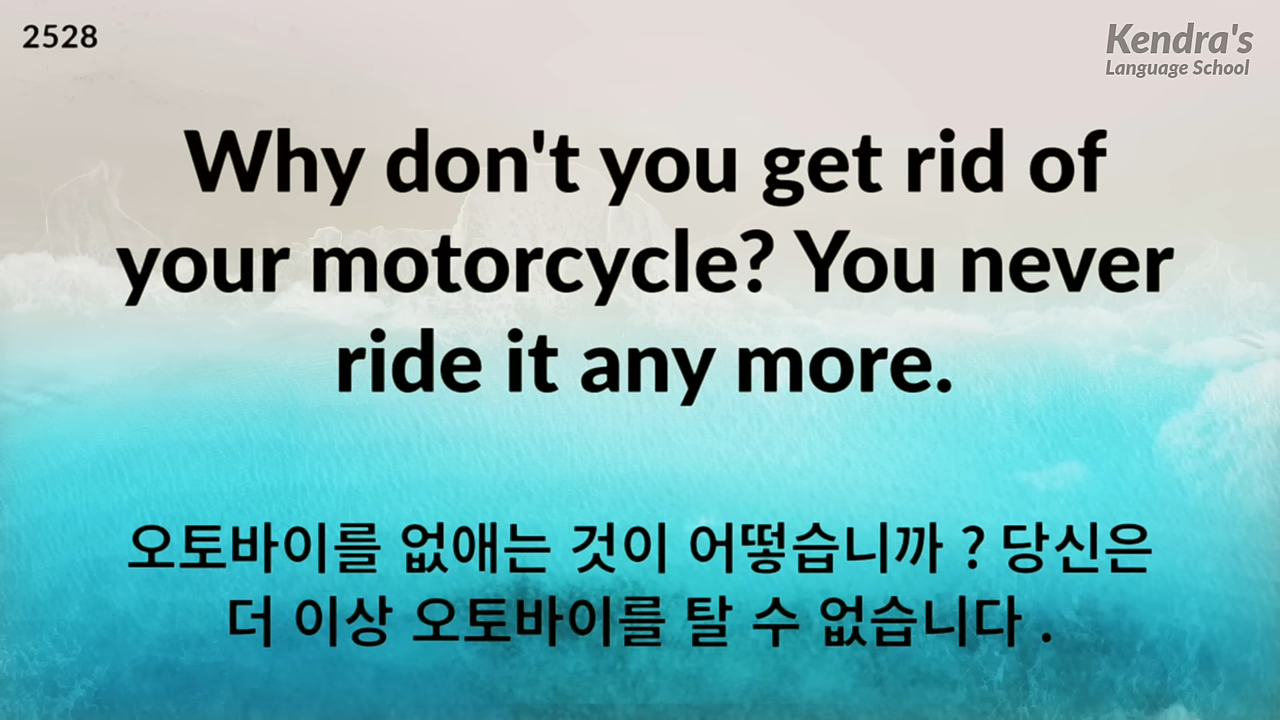 2528
Kendra's
Language School
Why don't you get rid of
your motorcycle? You never
ride it any more.
오토바이를 없애는 것이 어떻습니까 ? 당신은
더 이상 오토바이를 탈 수 없습니다 .